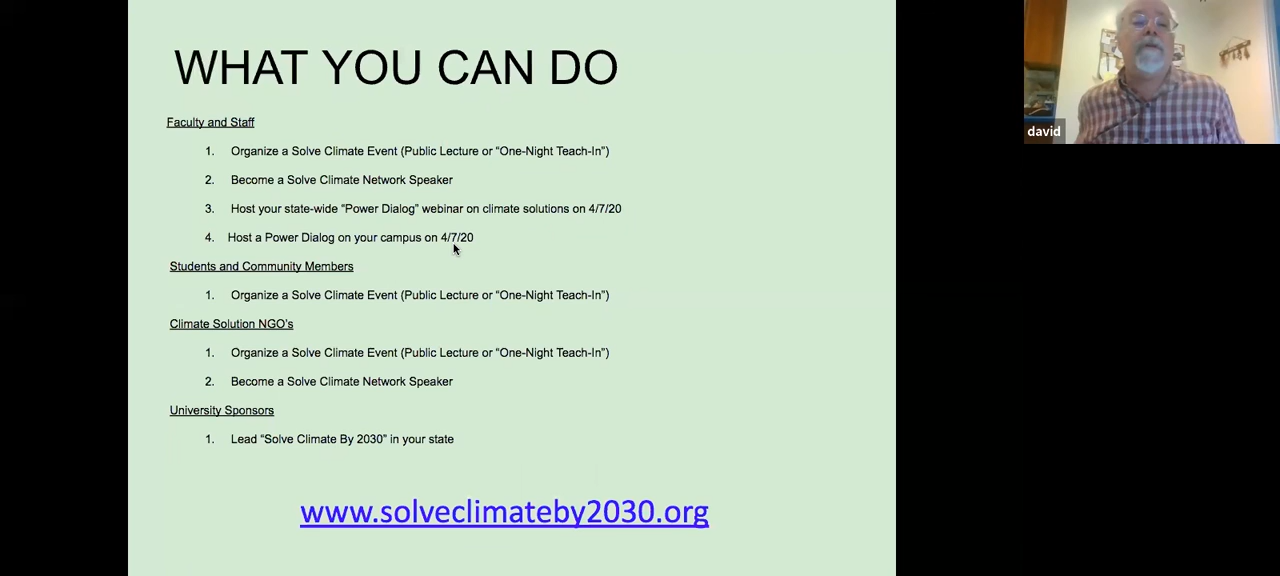 WHAT YOU CAN DO
Faculty and Staff
1. Organize a Solve Climate Event (Public Lecture or “One-Night Teach-In”)
2. Become a Solve Climate Network Speaker
3. Host your state-wide “Power Dialog” webinar on climate solutions on 4/7/20
4. Host a Power Dialog on your campus on 4/7/20
Students and Community Members
1. Organize a Solve Climate Event (Public Lecture or “One-Night Teach-In”)
Climate Solution NGO’s
1. Organize a Solve Climate Event (Public Lecture or “One-Night Teach-In”)
2. Become a Solve Climate Network Speaker
University Sponsors
1. Lead “Solve Climate By 2030” in your state
www.solveclimateby2030.org
david